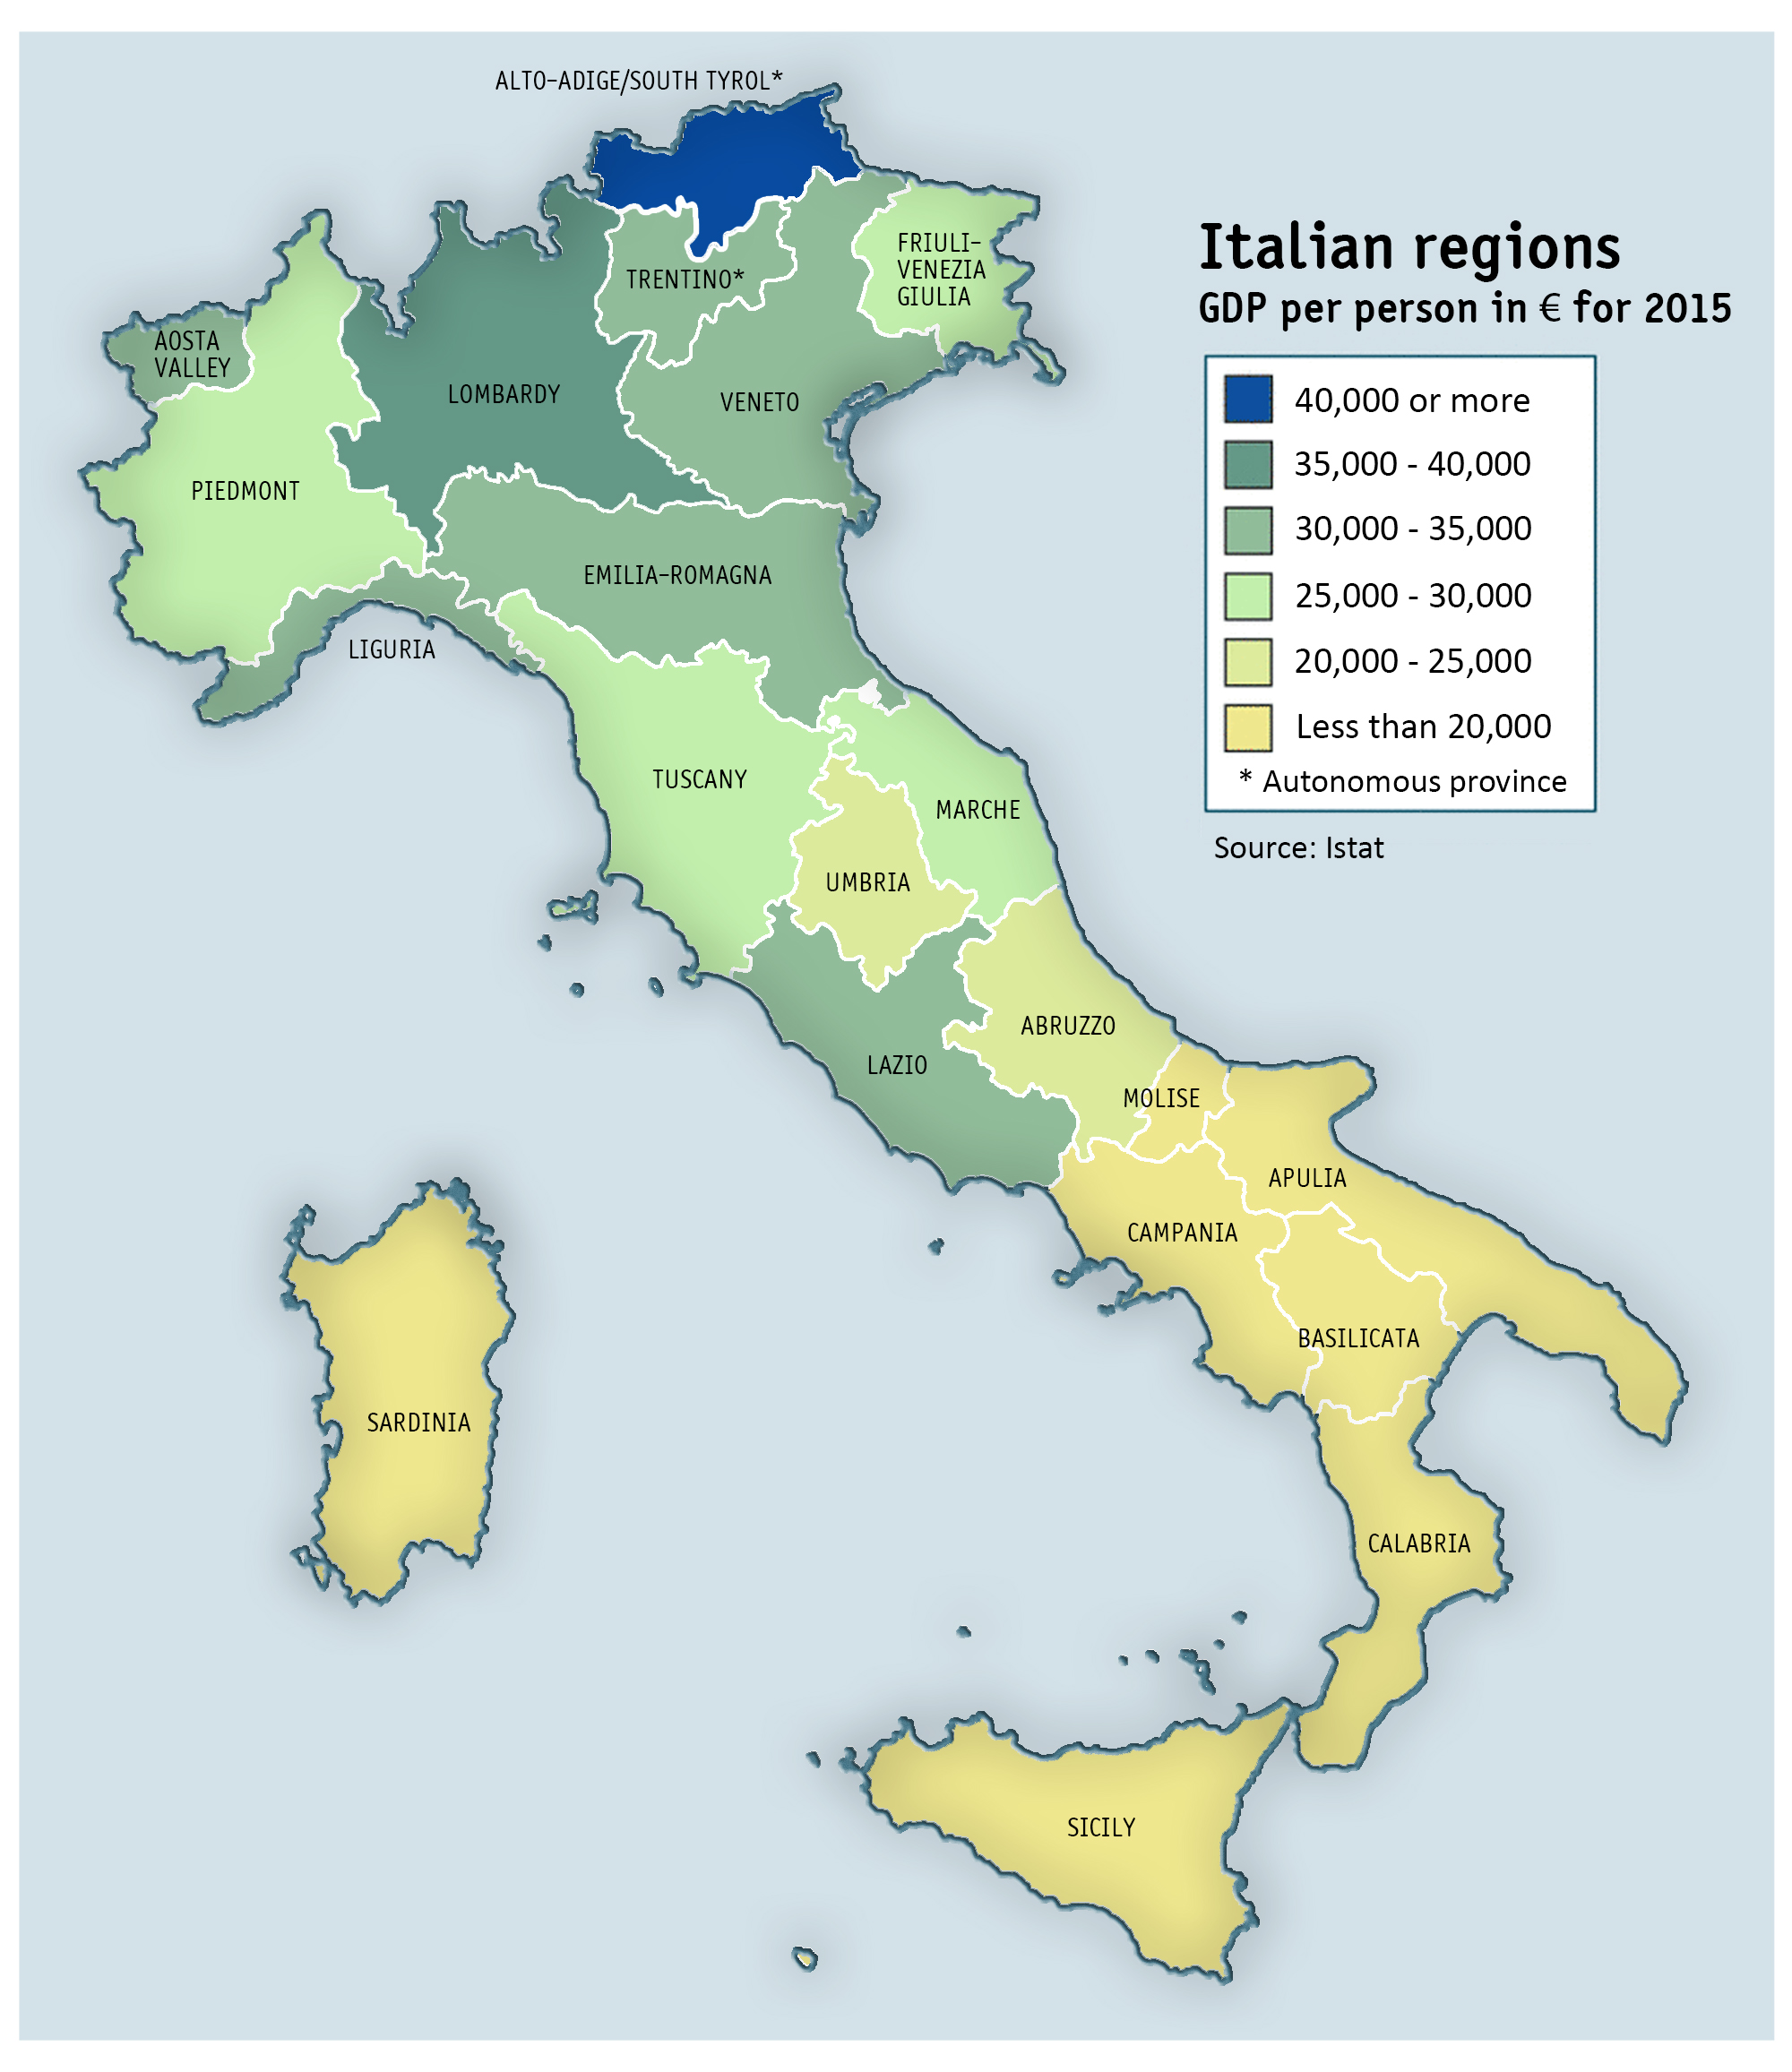 ALTO-ADIGE/SOUTH TYROL*
Italian regions
GDP per person in € for 2015
40,000 or more
35,000 - 40,000
30,000 - 35,000
25,000 - 30,000
20,000 - 25,000
Less than 20,000
* Autonomous province
Source: Istat
FRIULI-
VENEZIA
GIULIA
TRENTINO*
AOSTA
VALLEY
LOMBARDY
VENETO
PIEDMONT
EMILIA-ROMAGNA
LIGURIA
TUSCANY
MARCHE
UMBRIA
ABRUZZO
LAZIO
MOLISE
APULIA
CAMPANIA
BASILICATA
SARDINIA
CALABRIA
SICILY